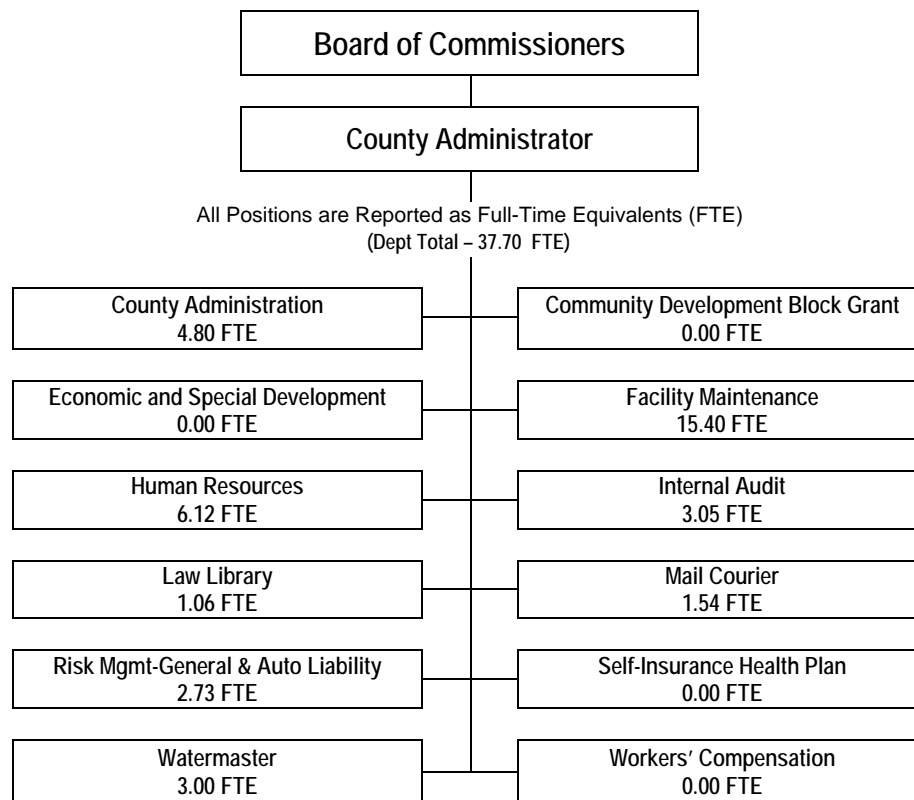 Board of Commissioners
County Administrator
All Positions are Reported as Full-Time Equivalents (FTE)
(Dept Total – 37.70 FTE)
County Administration
4.80 FTE
Community Development Block Grant
0.00 FTE
Economic and Special Development
0.00 FTE
Facility Maintenance
15.40 FTE
Human Resources
6.12 FTE
Internal Audit
3.05 FTE
Law Library
1.06 FTE
Mail Courier
1.54 FTE
Risk Mgmt-General & Auto Liability
2.73 FTE
Self-Insurance Health Plan
0.00 FTE
Watermaster
3.00 FTE
Workers’ Compensation
0.00 FTE